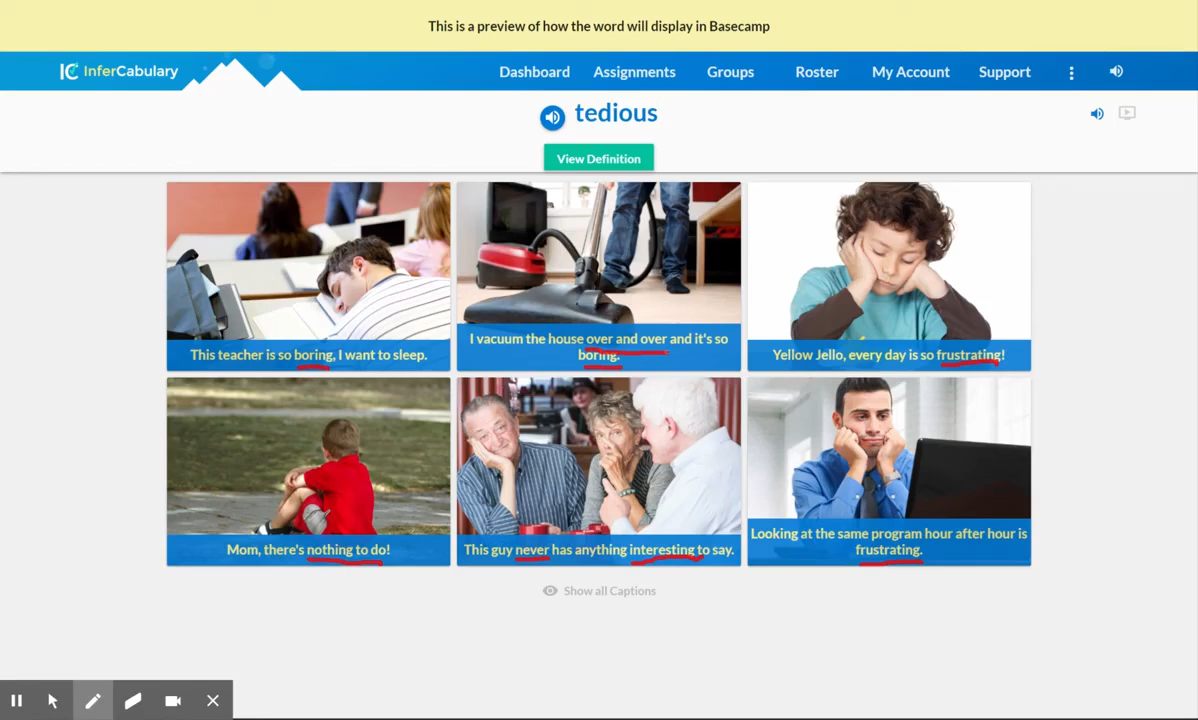 This is a preview of how the word will display in Basecamp
IC InferCabulary
Dashboard Assignments Groups Roster My Account Support
tedious
View Definition
This teacher is so boring, I want to sleep.
I vacuum the house over and over and it's so
boring.
Yellow Jello, every day is so frustrating!
Mom, there's nothing to do!
This guy never has anything interesting to say.
Looking at the same program hour after hour is
frustrating.
Show all Captions